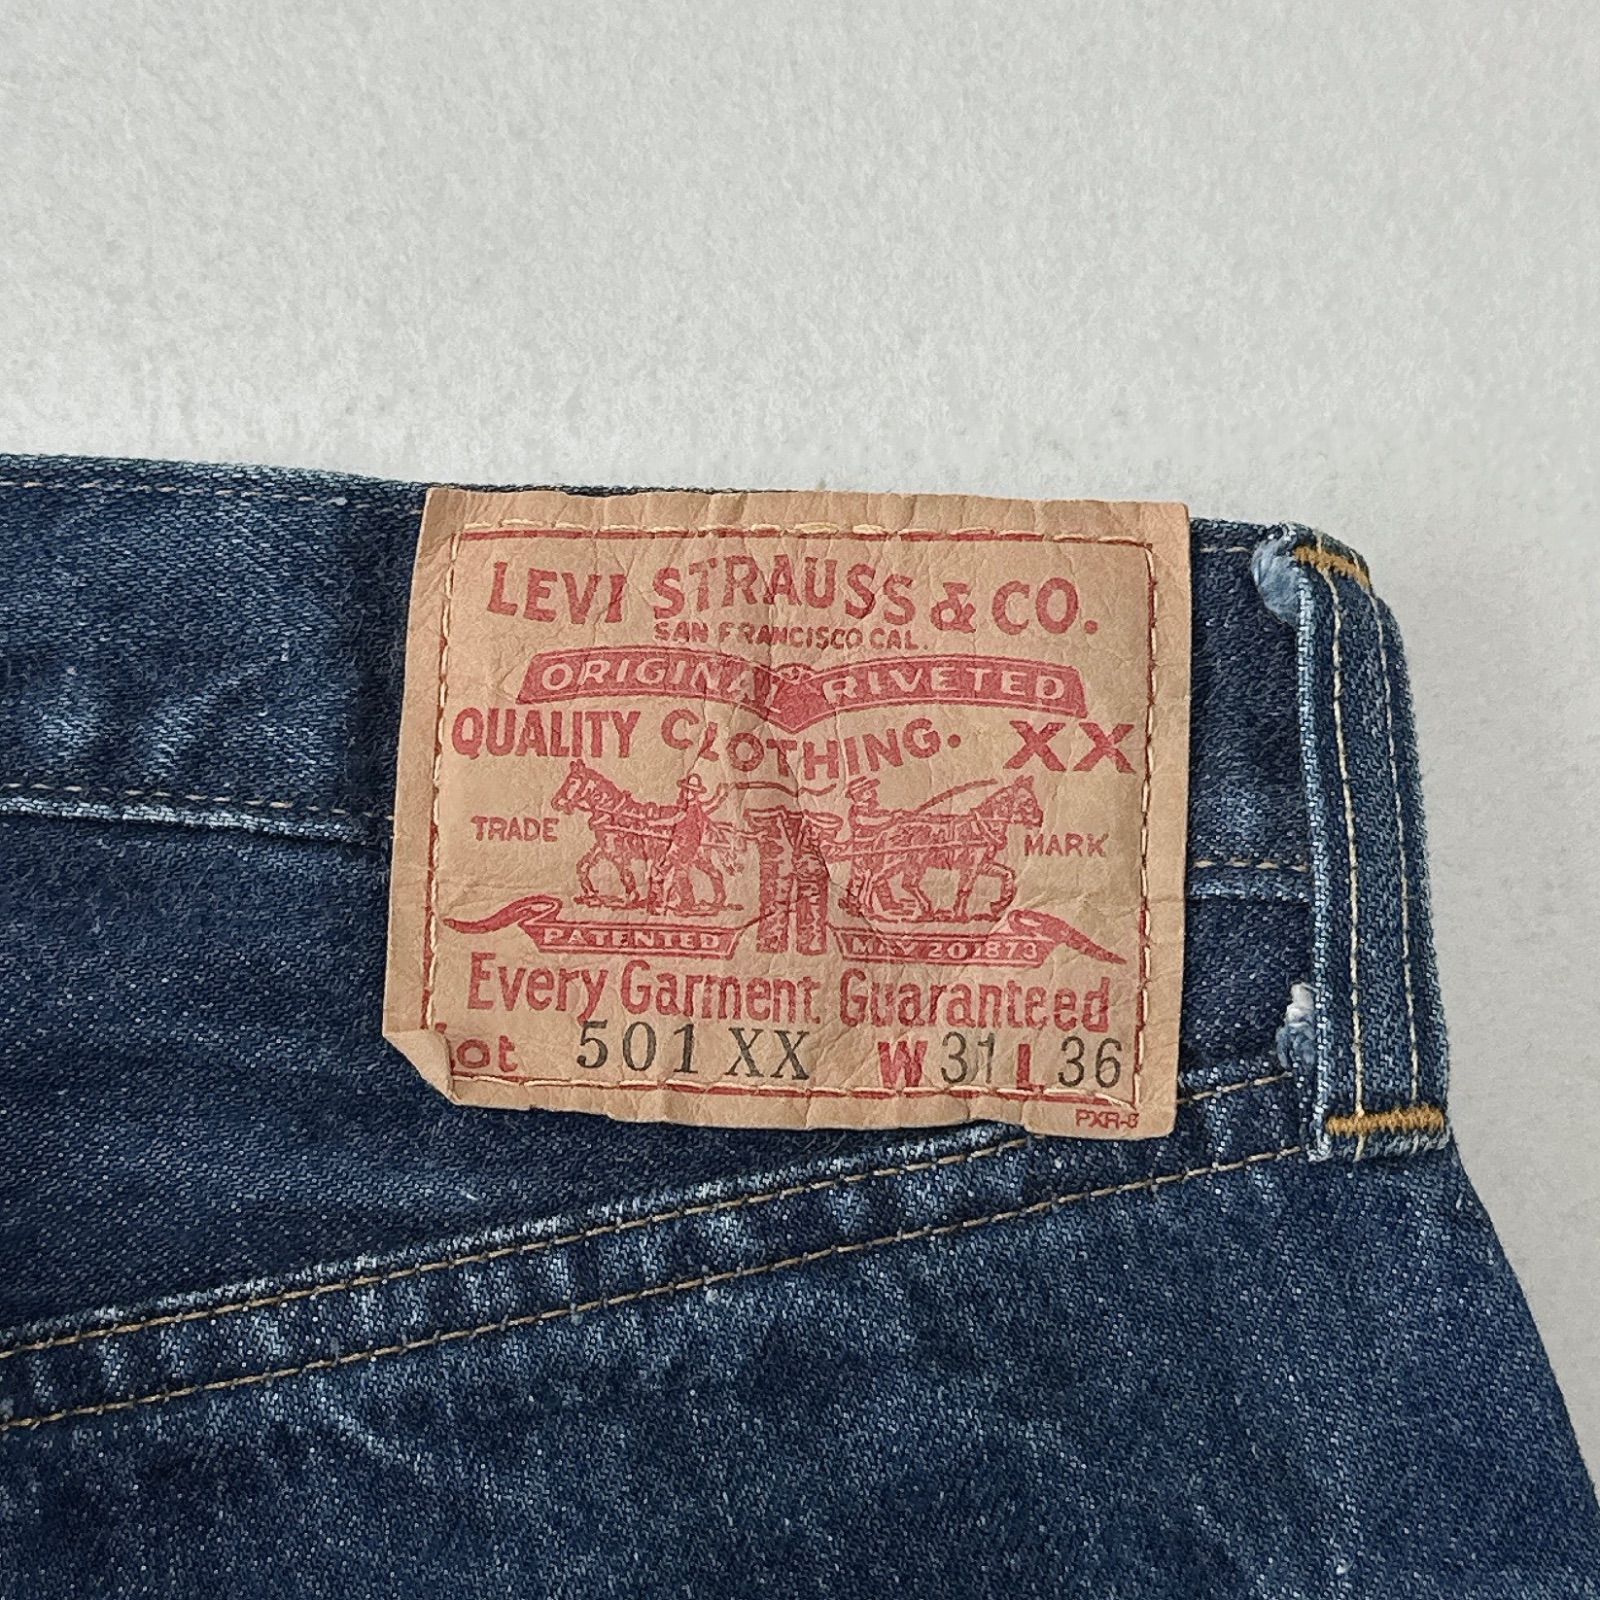 LEVI STRAUSS & CO.
SAN FRANCISCO CAL.
ORIGINAL RIVETED
QUALITY CLOTHING. XX
TRADE MARK
PATENTED MAY 20 1873
Every Garment Guaranteed
ot 501 XX W 31 L 36